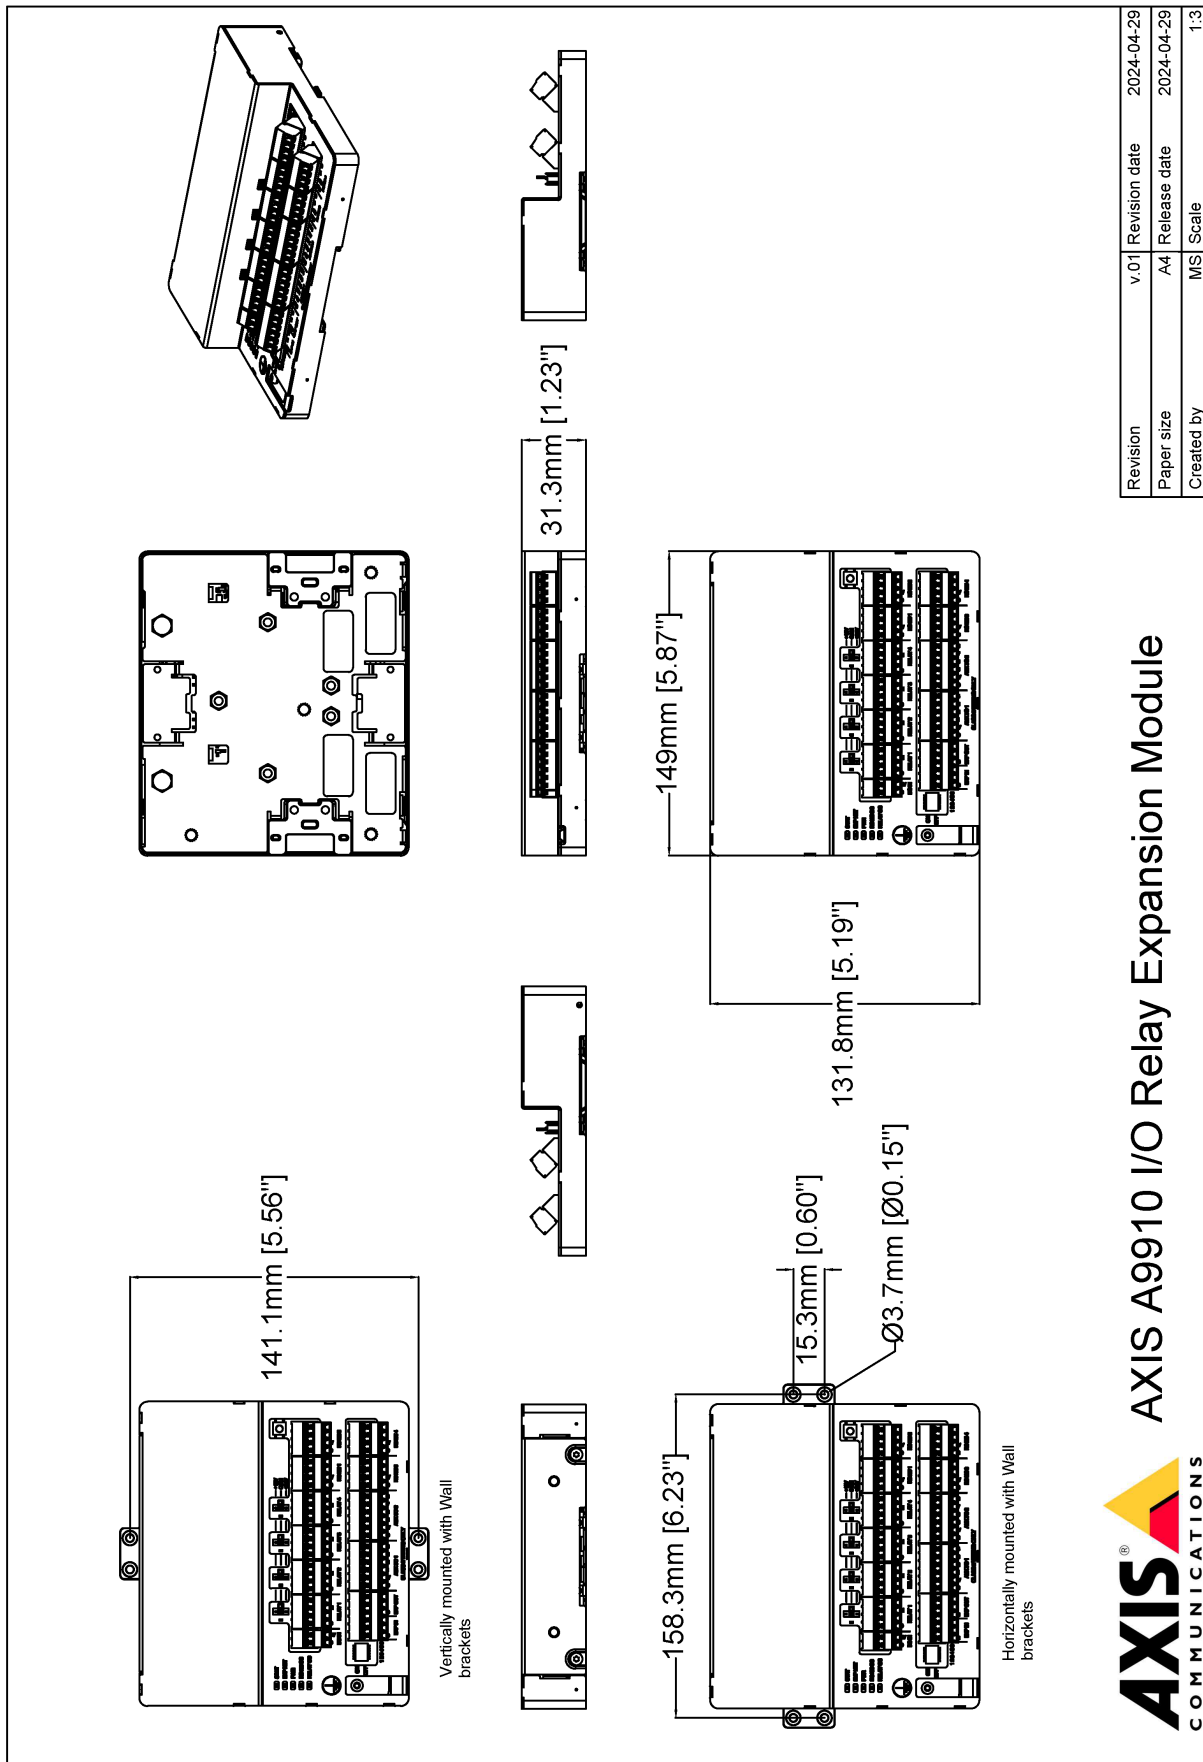 141.1mm [5.56"]
Vertically mounted with Wall
brackets
31.3mm [1.23"]
158.3mm [6.23"]
15.3mm [0.60"]
Ø3.7mm [Ø0.15"]
Horizontally mounted with Wall
brackets
149mm [5.87"]
131.8mm [5.19"]
AXIS®
COMMUNICATIONS
AXIS A9910 I/O Relay Expansion Module
Revision v.01 Revision date 2024-04-29
Paper size A4 Release date 2024-04-29
Created by MS Scale 1:3